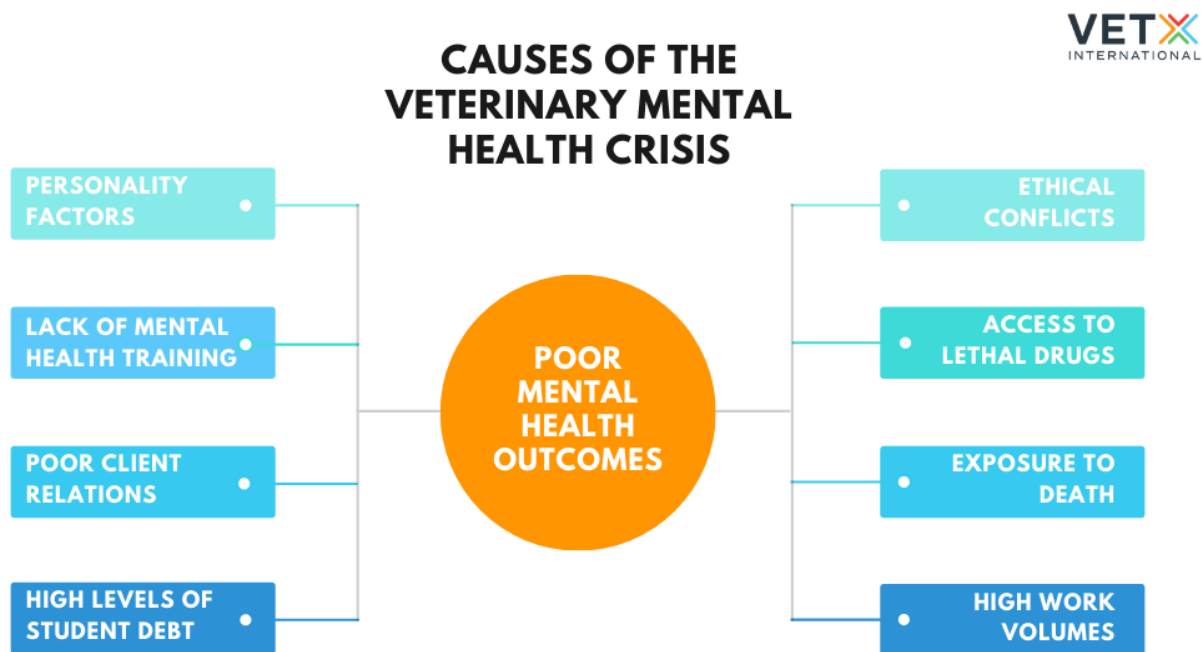 VETX
INTERNATIONAL
CAUSES OF THE
VETERINARY MENTAL
HEALTH CRISIS
PERSONALITY
FACTORS
LACK OF MENTAL
HEALTH TRAINING
POOR CLIENT
RELATIONS
HIGH LEVELS OF
STUDENT DEBT
POOR
MENTAL
HEALTH
OUTCOMES
ETHICAL
CONFLICTS
ACCESS TO
LETHAL DRUGS
EXPOSURE TO
DEATH
HIGH WORK
VOLUMES